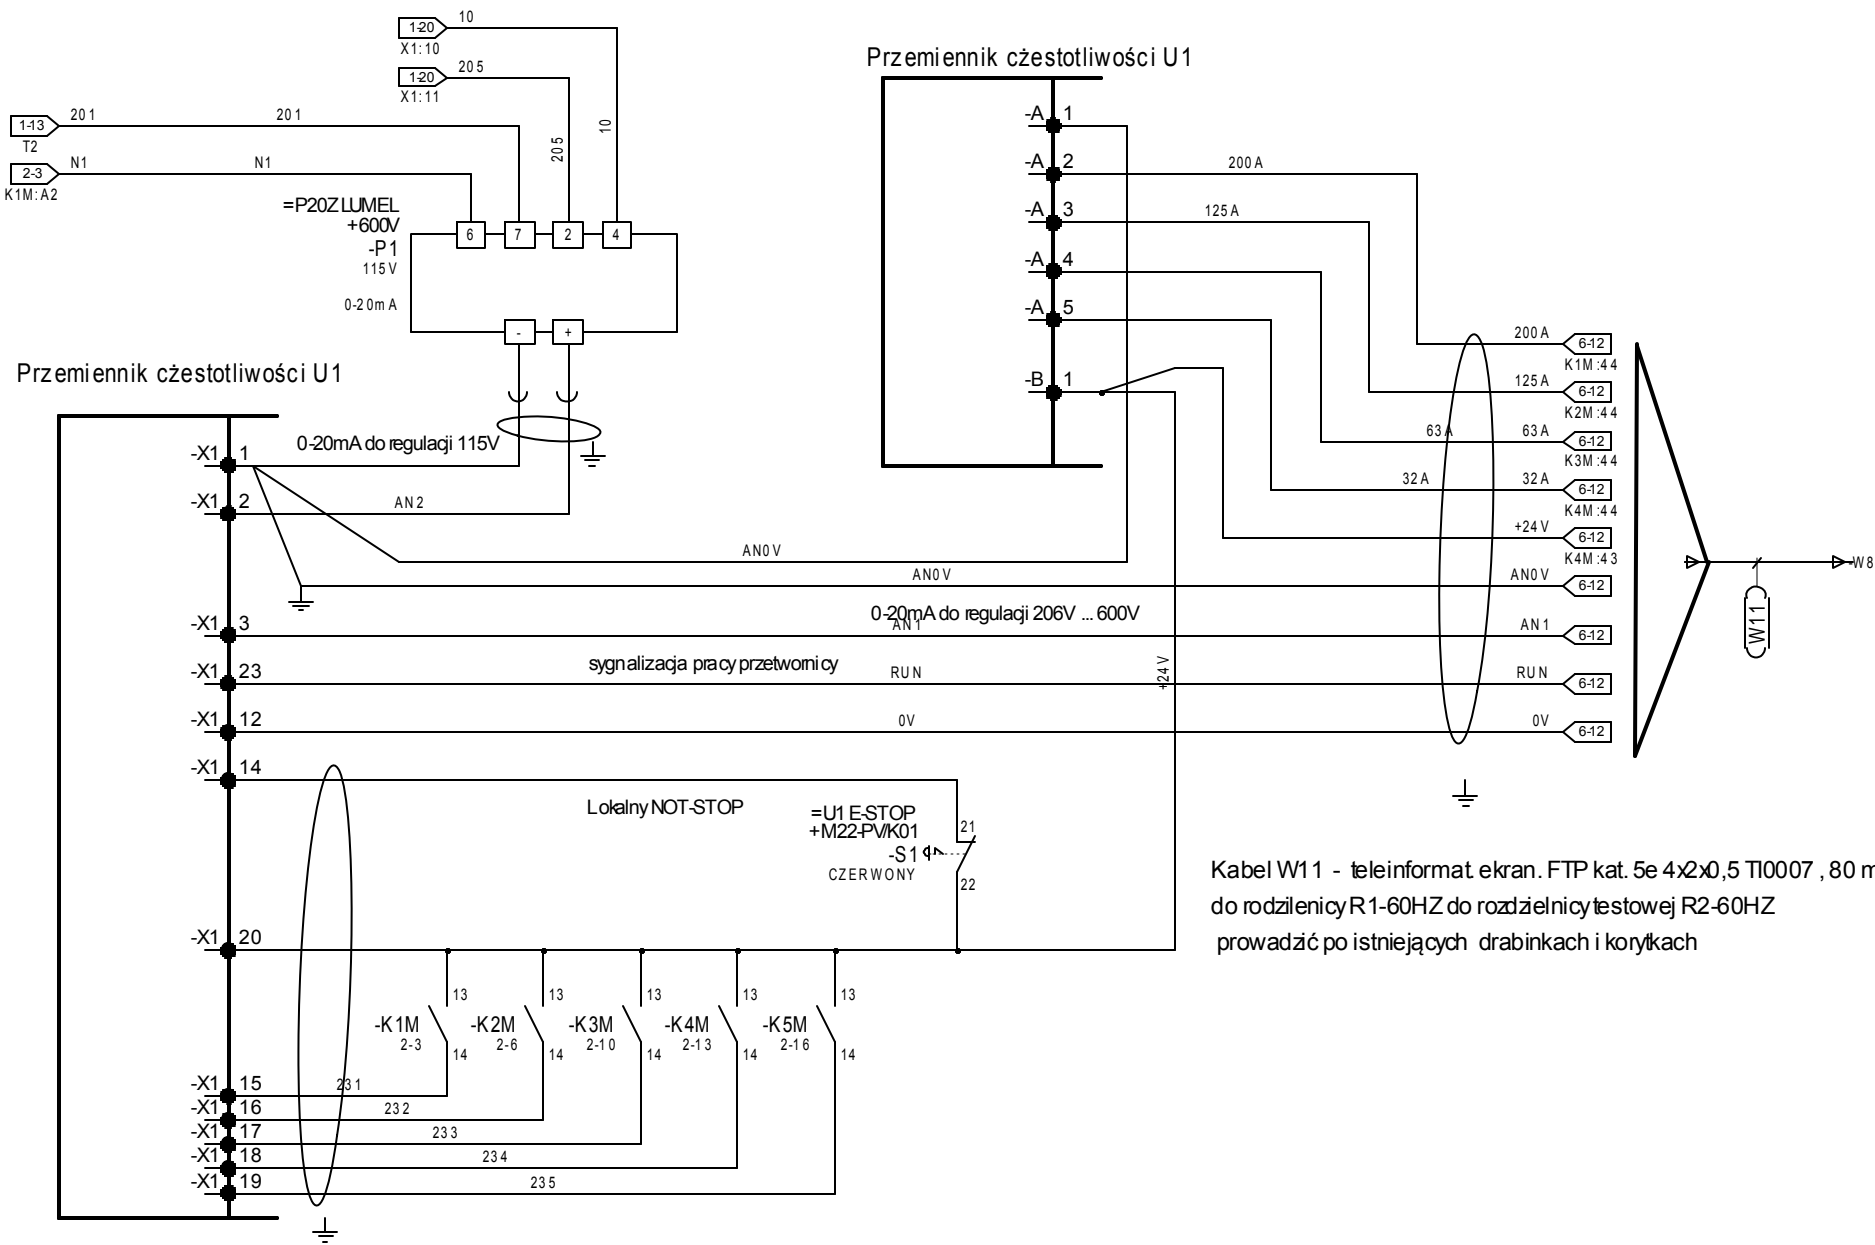 10
1-20
X1:10
205
1-20
X1:11
201
201
1-13
T2
N1
N1
2-3
K1M:A2
205
10
=P20Z LUMEL
+600V
-P1
115V
0-20mA
6
7
2
4
-
+
Przemiennik częstotliwości U1
0-20mA do regulacji 115V
-X1 1
-X1 2
AN2
AN0V
AN0V
0-20mA do regulacji 206V ... 600V
-X1 3
AN1
sygnalizacja pracy przetwornicy
-X1 23
RUN
-X1 12
0V
-X1 14
Lokalny NOT-STOP
=U1 E-STOP
+M22-PV/K01
-S1
CZERWONY
21
22
-X1 20
13
13
13
13
13
-K1M
-K2M
-K3M
-K4M
-K5M
2-3
2-6
2-10
2-13
2-16
14
14
14
14
14
-X1 15
231
-X1 16
232
-X1 17
233
-X1 18
234
-X1 19
235
Przemiennik częstotliwości U1
-A 1
-A 2
200A
-A 3
125A
-A 4
-A 5
-B 1
63A
32A
+24V
200A
6-12
K1M:44
125A
6-12
K2M:44
63A
6-12
K3M:44
32A
6-12
K4M:44
+24V
6-12
K4M:43
AN0V
6-12
AN1
6-12
RUN
6-12
0V
6-12
W8
W11
Kabel W11 - teleinformat. ekran. FTP kat. 5e 4x2x0,5 TI0007 , 80 m
do rodzilenicy R1-60HZ do rozdzielnicy testowej R2-60HZ
prowadzić po istniejących drabinkach i korytkach